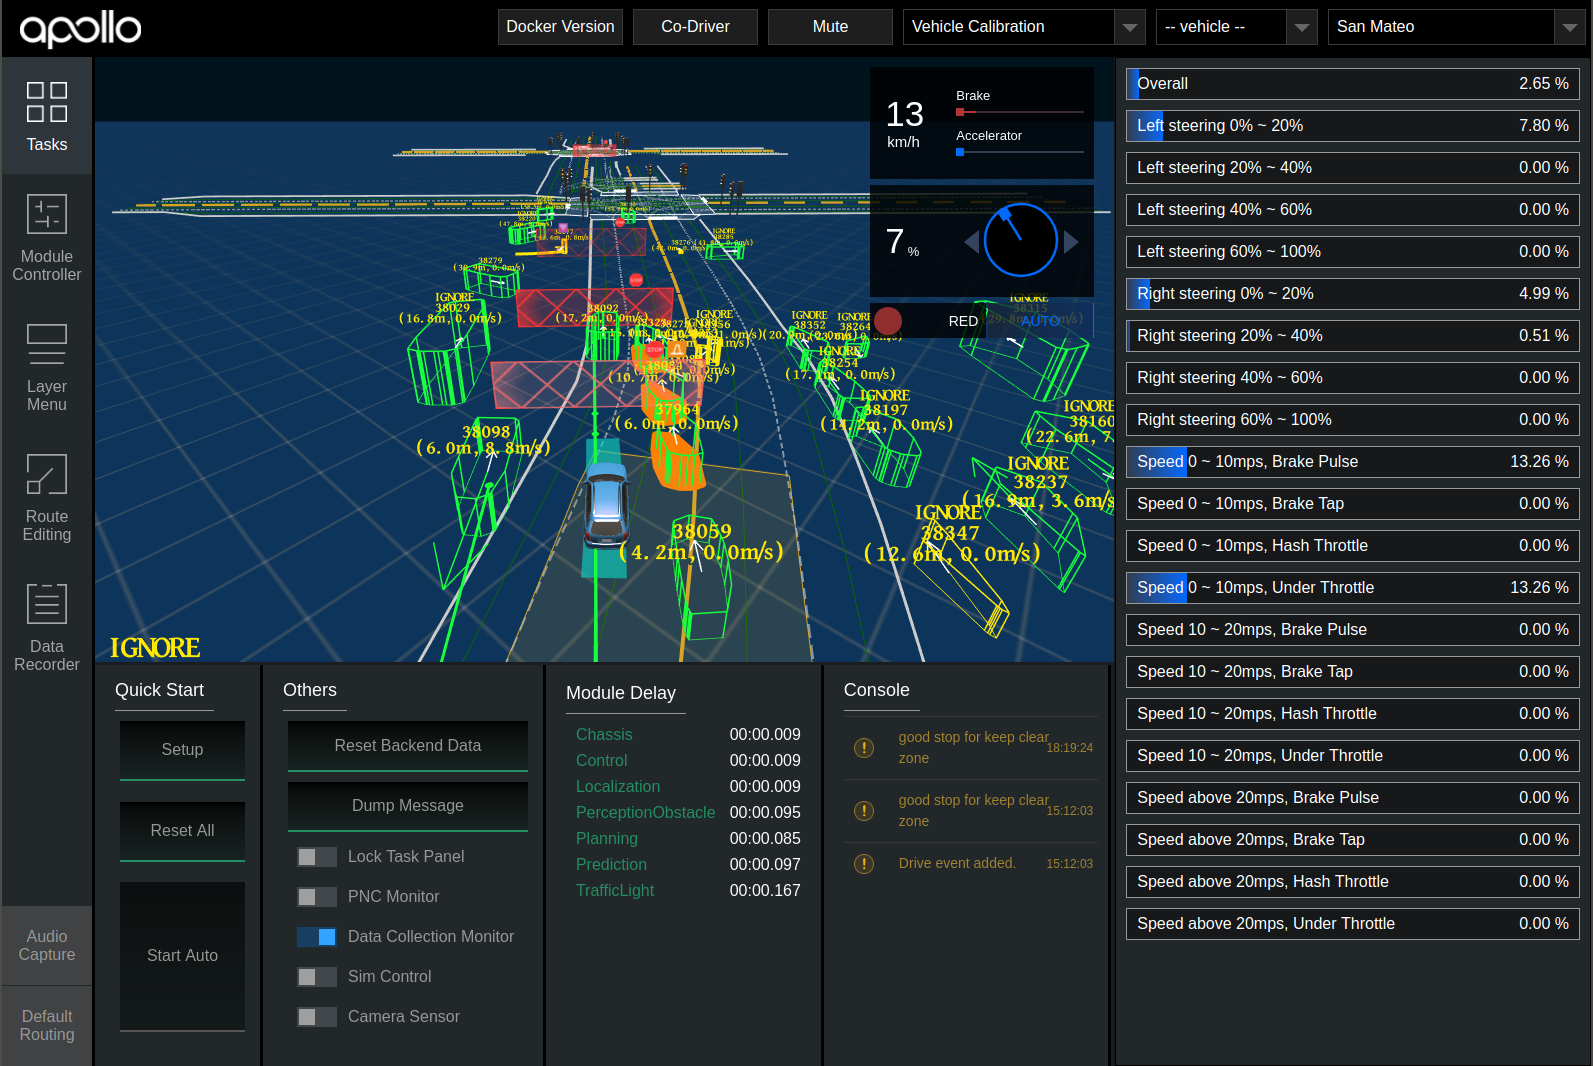 apollo
Docker Version
Co-Driver
Mute
Vehicle Calibration
-- vehicle --
San Mateo
Tasks
Module
Controller
Layer
Menu
Route
Editing
Data
Recorder
Audio
Capture
Default
Routing
13
km/h
Brake
Accelerator
7 %
RED
AUTO
38279
IGNORE
38029
(16.8m, 0.0m/s)
38092
(17.2m, 0.0m/s)
IGNORE
38352
IGNORE
38264
IGNORE
38254
IGNORE
38197
(14.2m, 0.0m/s)
37964
(6.0m, 0.0m/s)
38098
(6.0m, 8.8m/s)
IGNORE
38160
(22.6m, 7
IGNORE
38237
(16.9m, 3.6m/s
IGNORE
38347
(12.6m, 0.0m/s)
38059
(4.2m, 0.0m/s)
IGNORE
Quick Start
Setup
Reset All
Start Auto
Others
Reset Backend Data
Dump Message
Lock Task Panel
PNC Monitor
Data Collection Monitor
Sim Control
Camera Sensor
Module Delay
Chassis 00:00.009
Control 00:00.009
Localization 00:00.009
PerceptionObstacle 00:00.095
Planning 00:00.085
Prediction 00:00.097
TrafficLight 00:00.167
Console
good stop for keep clear
zone
18:19:24
good stop for keep clear
zone
15:12:03
Drive event added. 15:12:03
Overall 2.65 %
Left steering 0% ~ 20% 7.80 %
Left steering 20% ~ 40% 0.00 %
Left steering 40% ~ 60% 0.00 %
Left steering 60% ~ 100% 0.00 %
Right steering 0% ~ 20% 4.99 %
Right steering 20% ~ 40% 0.51 %
Right steering 40% ~ 60% 0.00 %
Right steering 60% ~ 100% 0.00 %
Speed 0 ~ 10mps, Brake Pulse 13.26 %
Speed 0 ~ 10mps, Brake Tap 0.00 %
Speed 0 ~ 10mps, Hash Throttle 0.00 %
Speed 0 ~ 10mps, Under Throttle 13.26 %
Speed 10 ~ 20mps, Brake Pulse 0.00 %
Speed 10 ~ 20mps, Brake Tap 0.00 %
Speed 10 ~ 20mps, Hash Throttle 0.00 %
Speed 10 ~ 20mps, Under Throttle 0.00 %
Speed above 20mps, Brake Pulse 0.00 %
Speed above 20mps, Brake Tap 0.00 %
Speed above 20mps, Hash Throttle 0.00 %
Speed above 20mps, Under Throttle 0.00 %